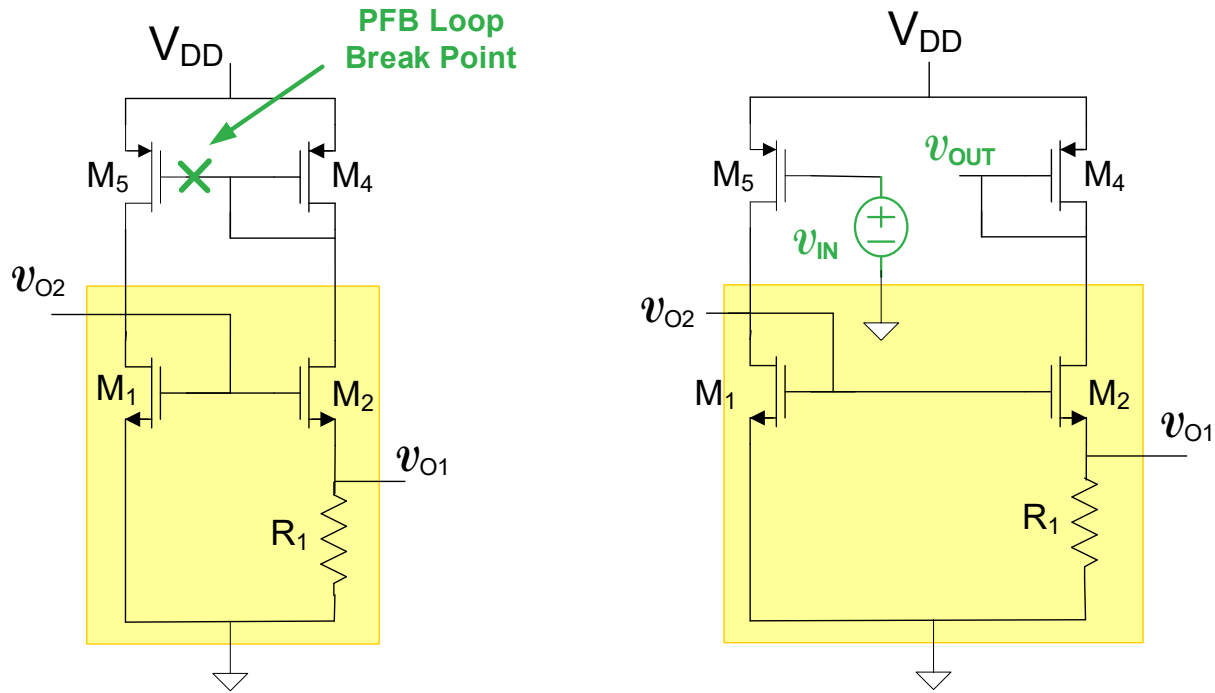 PFB Loop
Break Point
VDD
M5
M4
vO2
M1
M2
vO1
R1
VDD
M5
vOUT
M4
vIN
vO2
M1
M2
vO1
R1